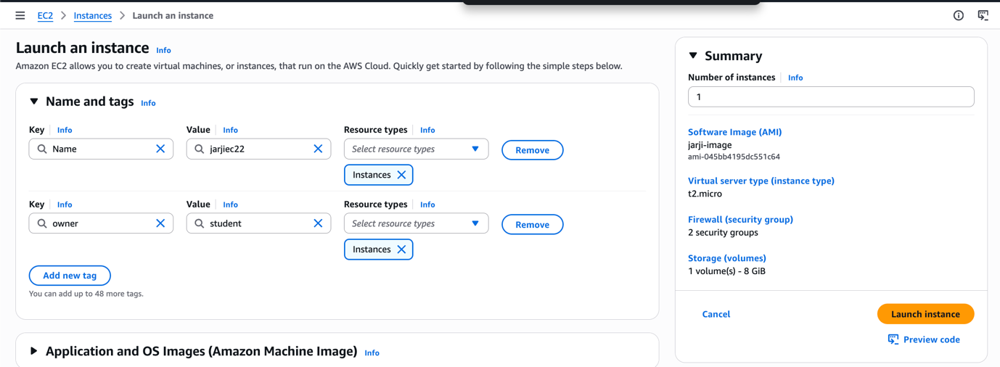 EC2 > Instances > Launch an instance
Launch an instance Info
Amazon EC2 allows you to create virtual machines, or instances, that run on the AWS Cloud. Quickly get started by following the simple steps below.
Name and tags Info
Key Info Value Info Resource types Info
Name jarjiec22 Select resource types Remove
Instances
Key Info Value Info Resource types Info
owner student Select resource types Remove
Instances
Add new tag
You can add up to 48 more tags.
Application and OS Images (Amazon Machine Image) Info
Summary
Number of instances Info
1
Software Image (AMI)
jarji-image
ami-045bb4195dc551c64
Virtual server type (instance type)
t2.micro
Firewall (security group)
2 security groups
Storage (volumes)
1 volume(s) - 8 GiB
Cancel Launch instance
Preview code